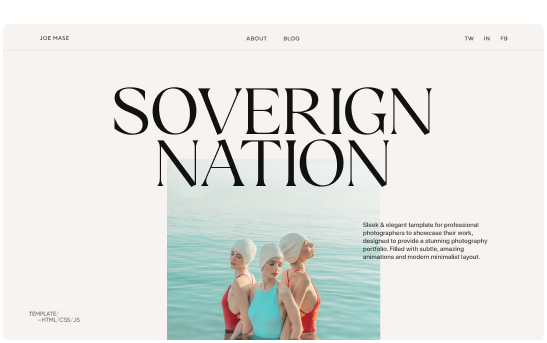 JOE MASE
ABOUT BLOG
TW IN FB
SOVERIGN
NATION
Sleek & elegant template for professional
photographers to showcase their work,
designed to provide a stunning photography
portfolio. Filled with subtle, amazing
animations and modern minimalist layout.
TEMPLATE/
—HTML/CSS/JS